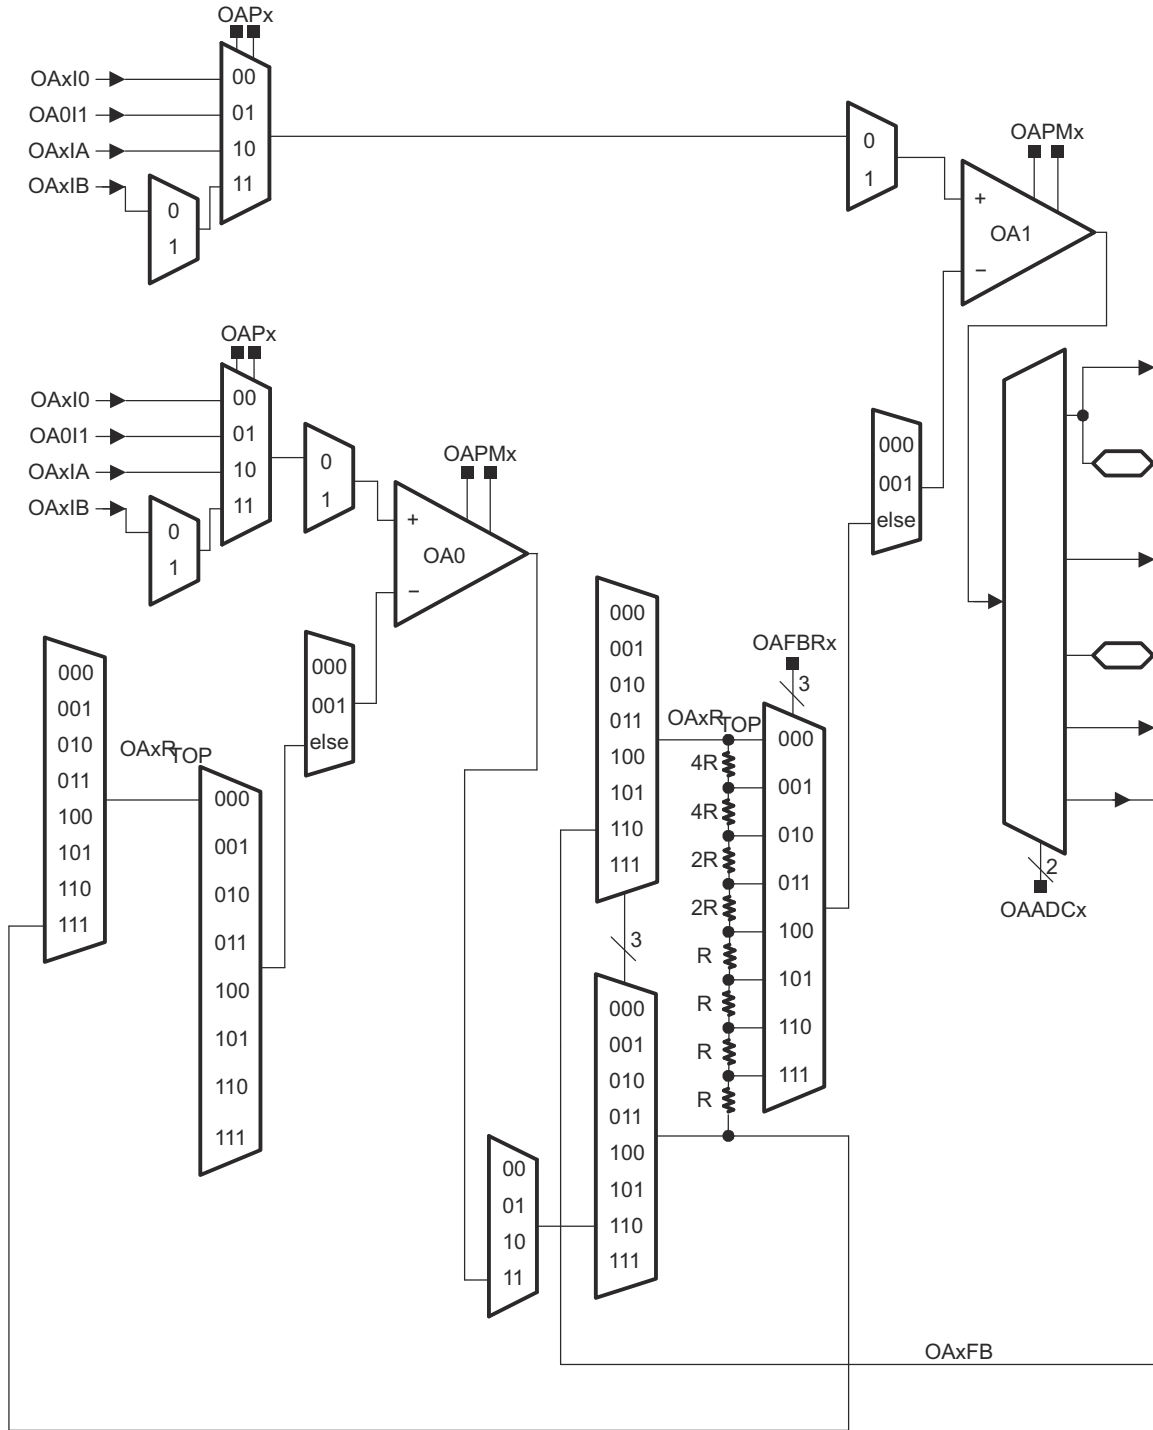 OAPx
OAxI0
OA0I1
OAxIA
OAxIB
00
01
10
11
0
1
0
1
OAPMx
+
OA1
−
OAPx
OAxI0
OA0I1
OAxIA
OAxIB
00
01
10
11
0
1
0
1
OAPMx
+
OA0
−
000
001
else
000
001
else
000
001
010
011
100
101
110
111
OAxRTOP
000
001
010
011
100
101
110
111
000
001
010
011
100
101
110
111
3
OAxRTOP
4R
4R
2R
2R
R
R
R
R
OAFBRx
3
000
001
010
011
100
101
110
111
2
OAADCx
000
001
010
011
100
101
110
111
00
01
10
11
OAxFB